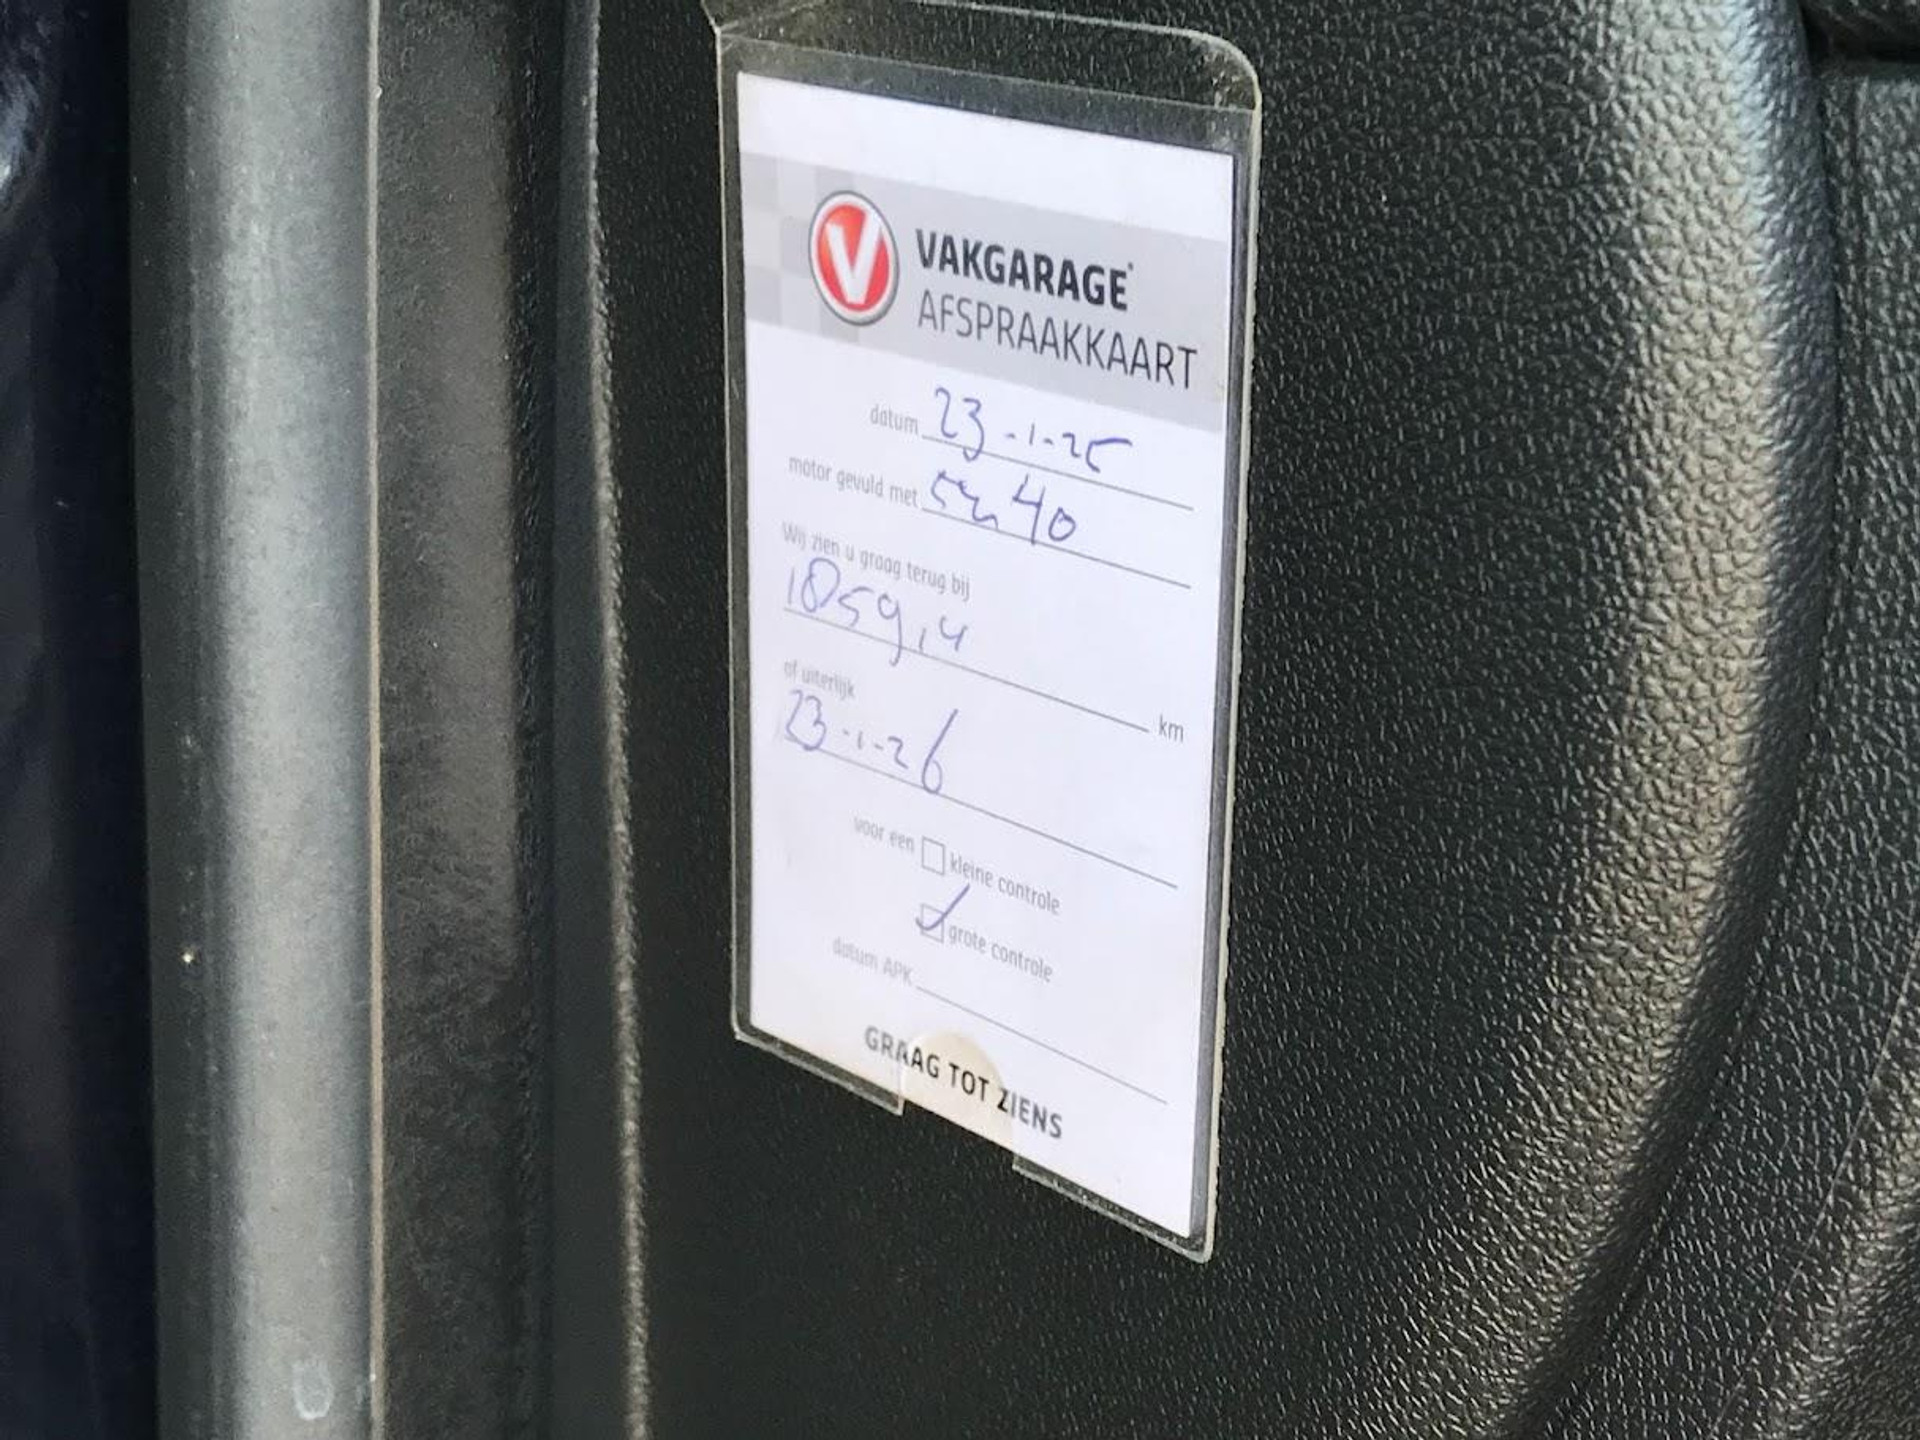 VAKGARAGE
AFSPRAAKKAART
datum 23-1-25
motor gevuld met 5w40
Wij zien u graag terug bij
185914 km
of uiterlijk
23-1-26
voor een kleine controle
grote controle
datum APK
GRAAG TOT ZIENS